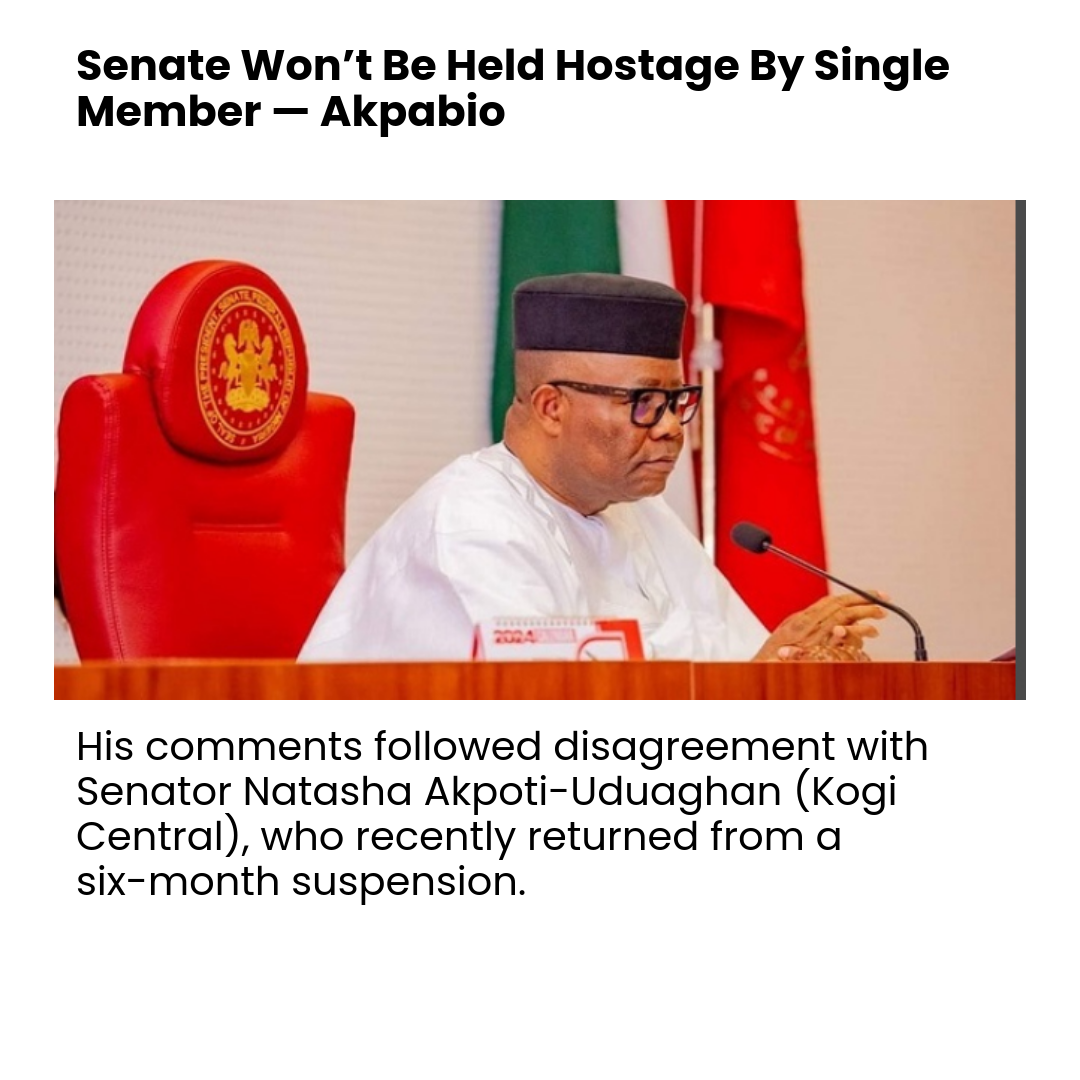 Senate Won’t Be Held Hostage By Single
Member — Akpabio
2024
His comments followed disagreement with
Senator Natasha Akpoti-Uduaghan (Kogi
Central), who recently returned from a
six-month suspension.